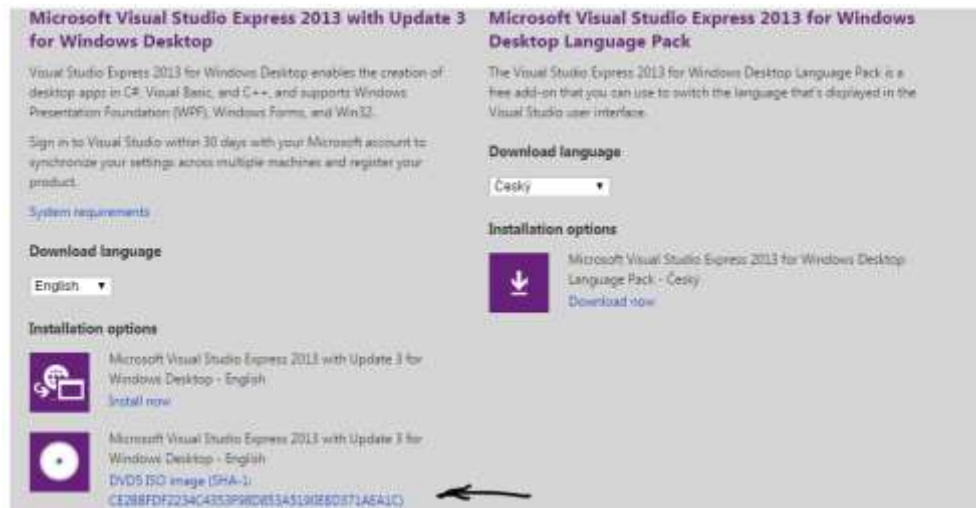 Microsoft Visual Studio Express 2013 with Update 3
for Windows Desktop
Visual Studio Express 2013 for Windows Desktop enables the creation of
desktop apps in C#, Visual Basic, and C++, and supports Windows
Presentation Foundation (WPF), Windows Forms, and Win32.
Sign in to Visual Studio within 30 days with your Microsoft account to
synchronize your settings across multiple machines and register your
product.
System requirements
Download language
English
Installation options
Microsoft Visual Studio Express 2013 with Update 3 for
Windows Desktop - English
Install now
Microsoft Visual Studio Express 2013 with Update 3 for
Windows Desktop - English
DVD5 ISO image (SHA-1:
Microsoft Visual Studio Express 2013 for Windows
Desktop Language Pack
The Visual Studio Express 2013 for Windows Desktop Language Pack is a
free add-on that you can use to switch the language that's displayed in the
Visual Studio user interface.
Download language
Český
Installation options
Microsoft Visual Studio Express 2013 for Windows Desktop
Language Pack - Český
Download now